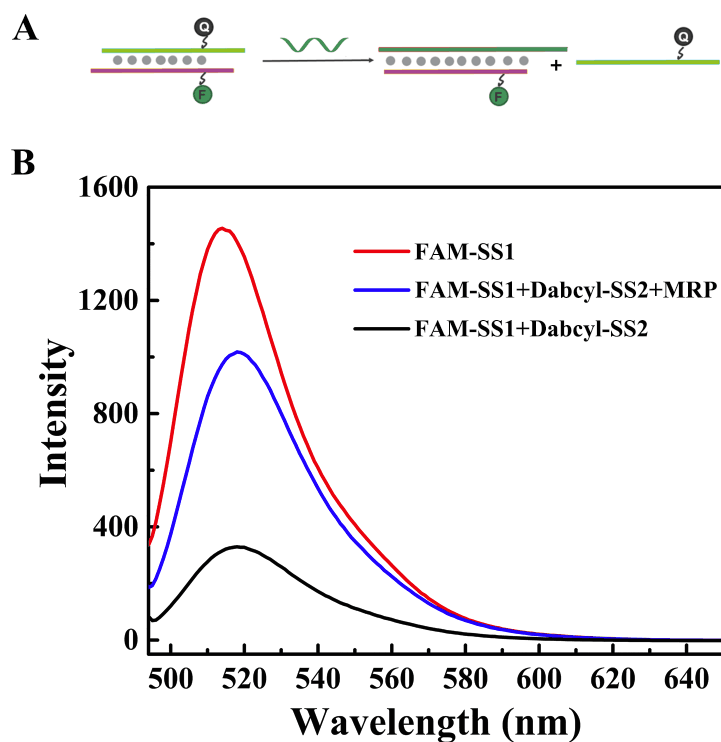 A
Q
F
+
Q
F
B
1600
1200
800
400
0
Intensity
FAM-SS1
FAM-SS1+Dabcyl-SS2+MRP
FAM-SS1+Dabcyl-SS2
500 520 540 560 580 600 620 640
Wavelength (nm)